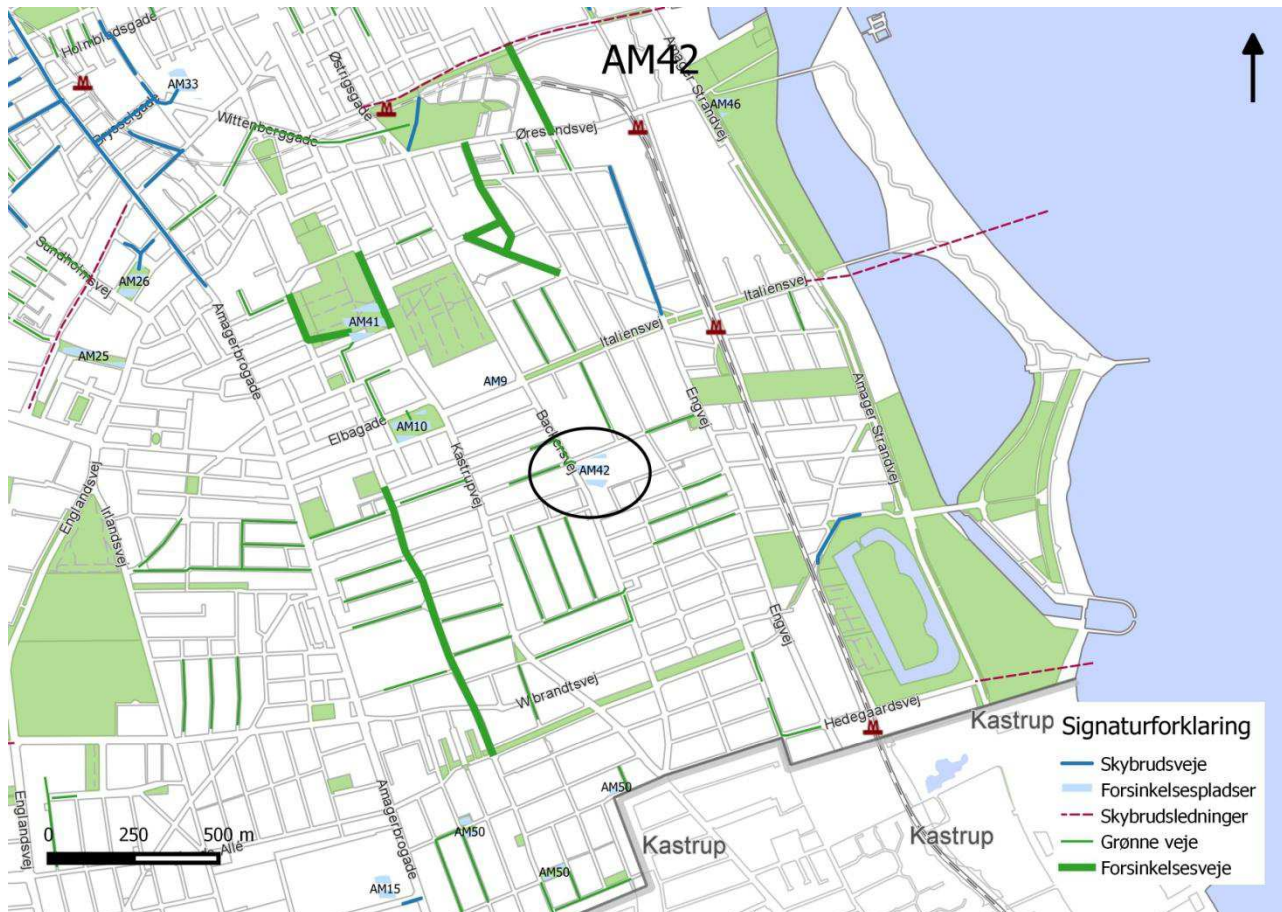 AM42
Holmbladsgade
Østrigsgade
AM33
Brysselgade
Wittenberggade
AM46
Amager Strandvej
Øresundsvej
Sundholmsvej
AM26
Italiensvej
Amagerbrogade
AM41
Italiensvej
AM25
AM9
Engvej
Amager Strandvej
Elbagade
AM10
Backersvej
Kastrupvej
AM42
Englandsvej
Irlandsvej
Engvej
Wibrandtsvej
Hedegaardsvej
Kastrup
Signaturforklaring
Skybrudsveje
Forsinkelsespladser
Skybrudsledninger
Grønne veje
Forsinkelsesveje
AM50
Englandsvej
Amagerbrogade
0 250 500 m
AM50
Kastrup
Kastrup
Alle
AM15
AM50
M
M
M
M
M